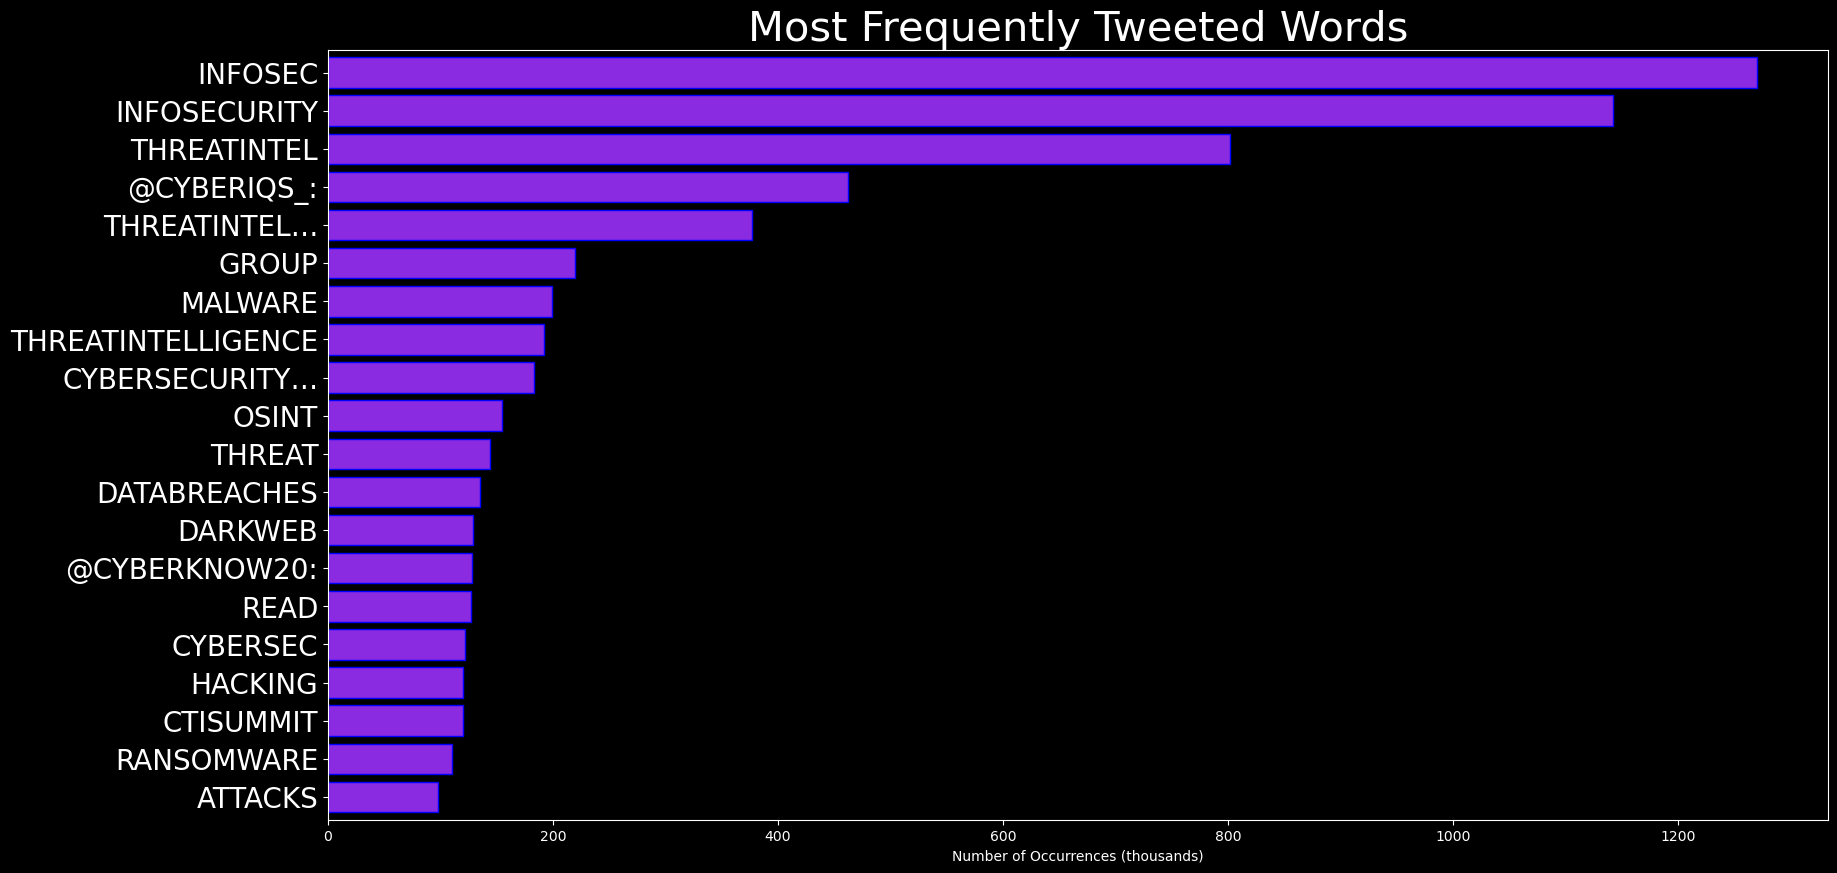 Most Frequently Tweeted Words
INFOSEC
INFOSECURITY
THREATINTEL
@CYBERIQS_:
THREATINTEL…
GROUP
MALWARE
THREATINTELLIGENCE
CYBERSECURITY…
OSINT
THREAT
DATABREACHES
DARKWEB
@CYBERKNOW20:
READ
CYBERSEC
HACKING
CTISUMMIT
RANSOMWARE
ATTACKS
0 200 400 600 800 1000 1200
Number of Occurrences (thousands)